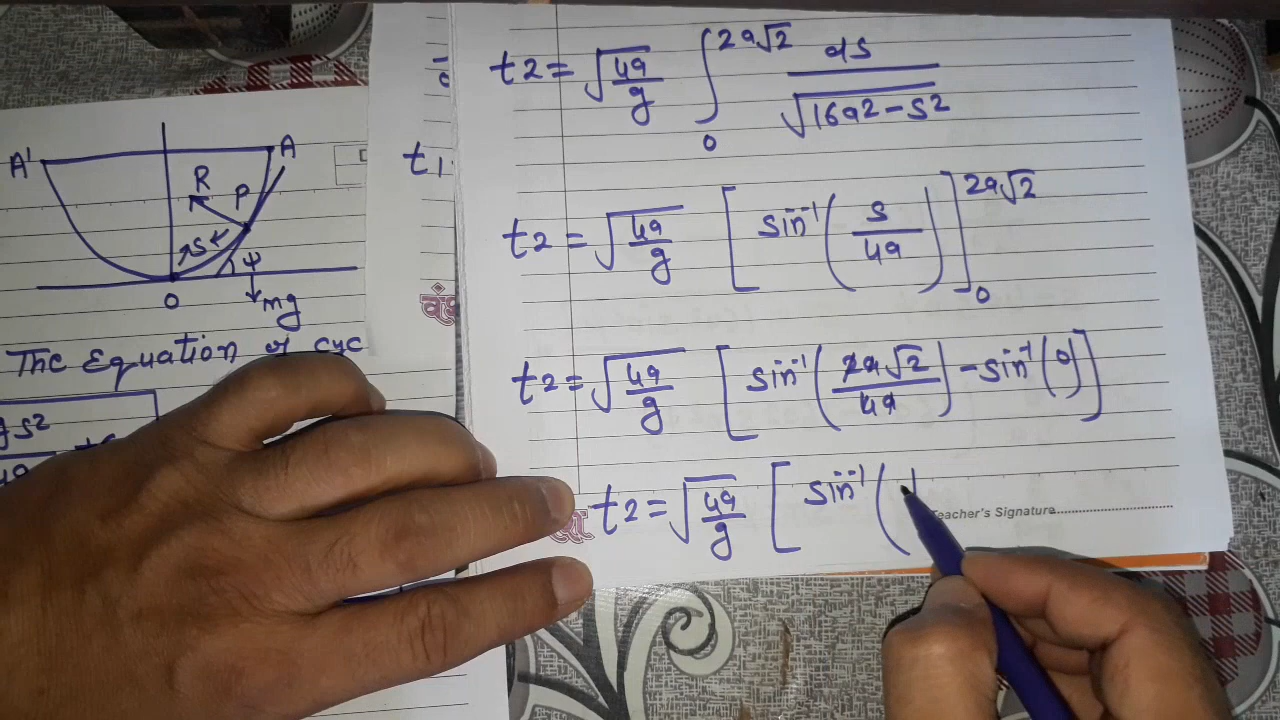 A' A
R P
S ψ
O mg
The Equation of cyc
gs²
t1
वंश
t2 = √(4a/g) ∫₀^{2a√2} ds/√(16a² - s²)
t2 = √(4a/g) [sin⁻¹(s/4a)]₀^{2a√2}
t2 = √(4a/g) [sin⁻¹(2a√2/4a) - sin⁻¹(0)]
t2 = √(4a/g) [sin⁻¹(1
Teacher's Signature